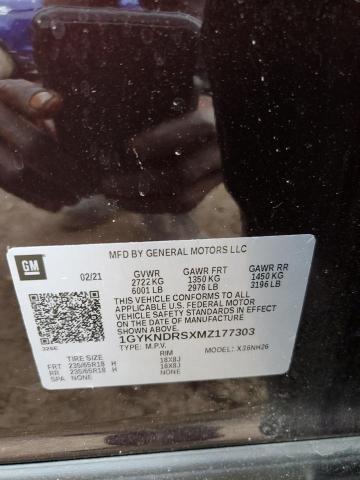 MFD BY GENERAL MOTORS LLC
GM
02/21
GVWR GAWR FRT GAWR RR
2722 KG 1350 KG 1450 KG
6001 LB 2976 LB 3196 LB
THIS VEHICLE CONFORMS TO ALL
APPLICABLE U.S. FEDERAL MOTOR
VEHICLE SAFETY STANDARDS IN EFFECT
ON THE DATE OF MANUFACTURE SHOWN ABOVE.
1GYKNDRSXMZ177303
TYPE: M.P.V. MODEL: X36NH26
TIRE SIZE RIM
FRT 235/65R18 H 18X8J
RR 235/65R18 H 18X8J
SPA NONE NONE